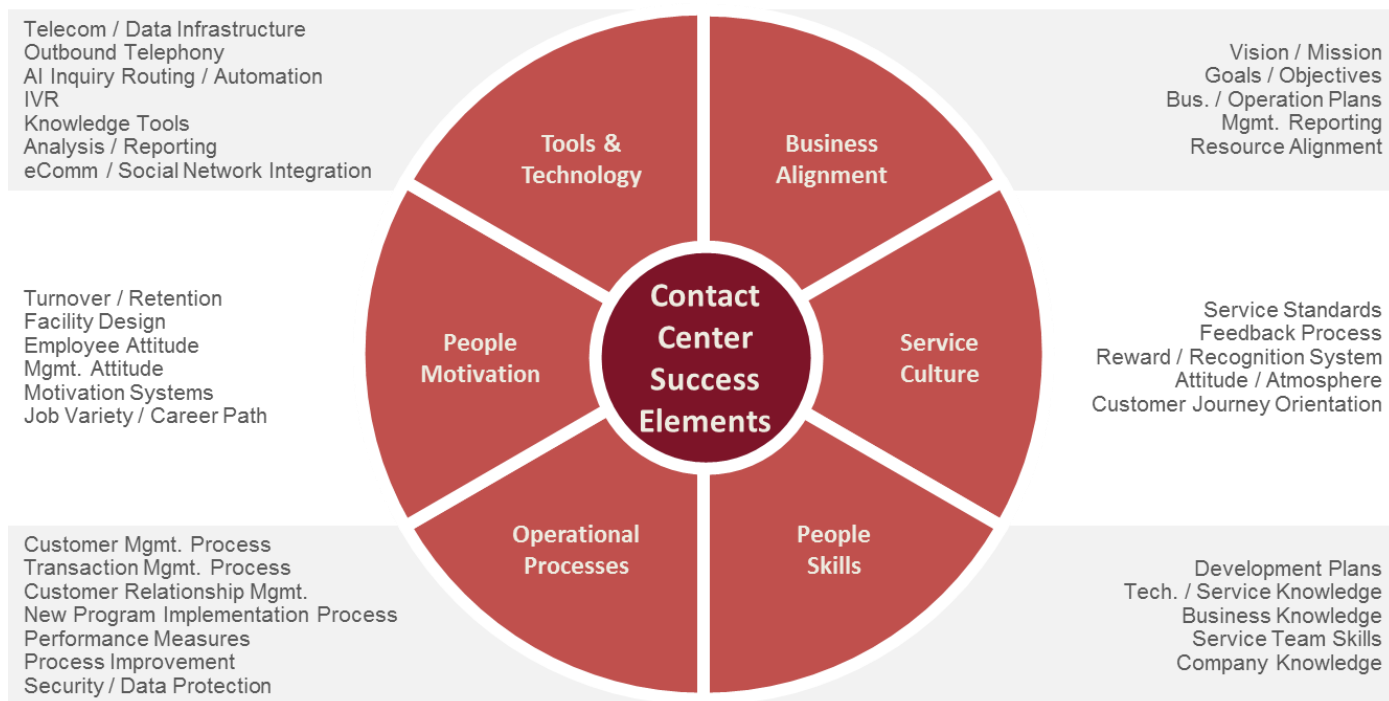 Telecom / Data Infrastructure
Outbound Telephony
AI Inquiry Routing / Automation
IVR
Knowledge Tools
Analysis / Reporting
eComm / Social Network Integration
Tools &
Technology
Business
Alignment
Vision / Mission
Goals / Objectives
Bus. / Operation Plans
Mgmt. Reporting
Resource Alignment
Turnover / Retention
Facility Design
Employee Attitude
Mgmt. Attitude
Motivation Systems
Job Variety / Career Path
People
Motivation
Contact
Center
Success
Elements
Service
Culture
Service Standards
Feedback Process
Reward / Recognition System
Attitude / Atmosphere
Customer Journey Orientation
Customer Mgmt. Process
Transaction Mgmt. Process
Customer Relationship Mgmt.
New Program Implementation Process
Performance Measures
Process Improvement
Security / Data Protection
Operational
Processes
People
Skills
Development Plans
Tech. / Service Knowledge
Business Knowledge
Service Team Skills
Company Knowledge